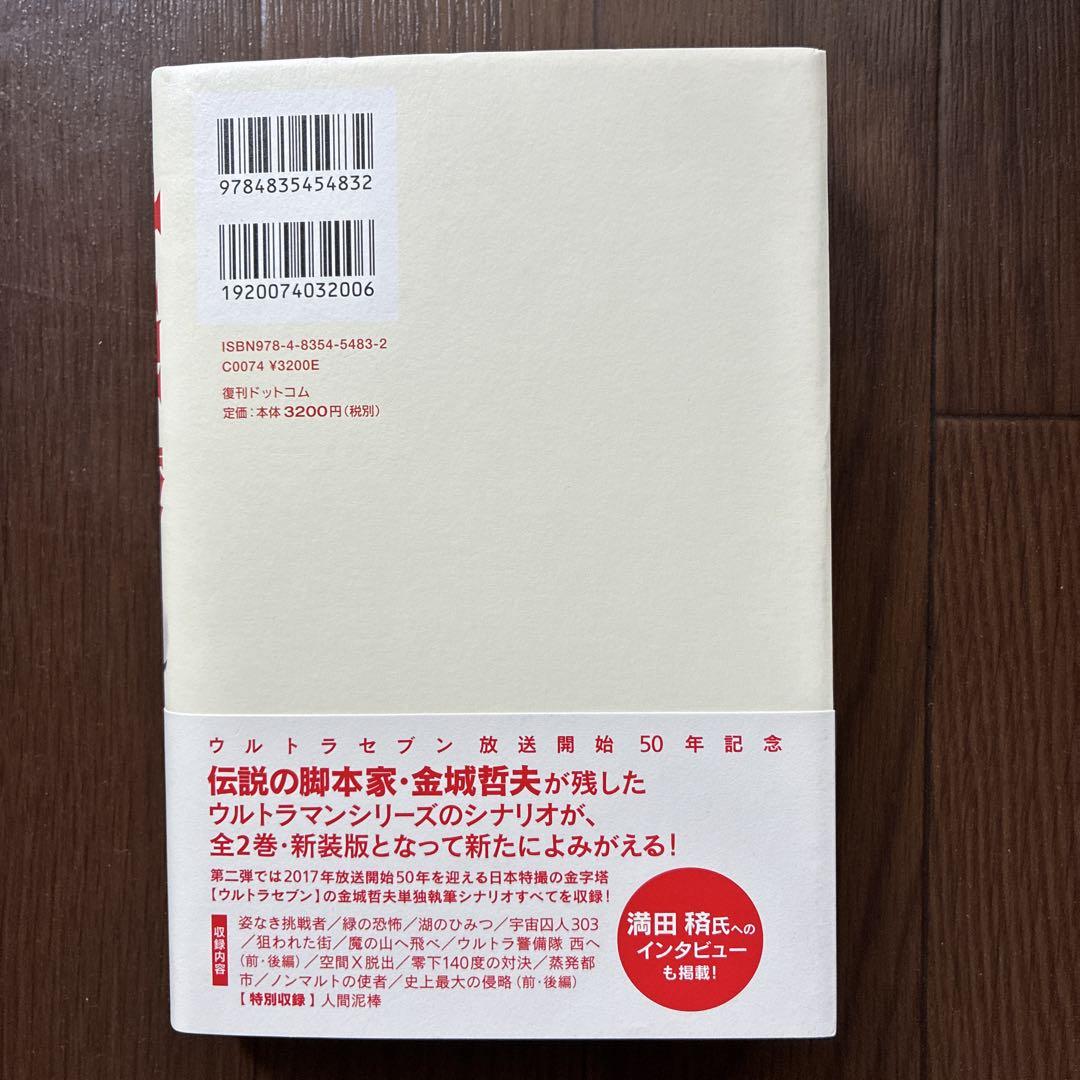 9784835454832
1920074032006
ISBN978-4-8354-5483-2
C0074 ¥3200E
復刊ドットコム
定価:本体3200円(税別)
ウルトラセブン放送開始50年記念
伝説の脚本家・金城哲夫が残した
ウルトラマンシリーズのシナリオが、
全2巻・新装版となって新たによみがえる!
第二弾では2017年放送開始50年を迎える日本特撮の金字塔
【ウルトラセブン】の金城哲夫単独執筆シナリオすべてを収録!
収録内容
姿なき挑戦者/緑の恐怖/湖のひみつ/宇宙囚人303
/狙われた街/魔の山へ飛べ/ウルトラ警備隊 西へ
(前・後編)/空間X脱出/零下140度の対決/蒸発都
市/ノンマルトの使者/史上最大の侵略(前・後編)
【特別収録】人間泥棒
満田 䅈氏への
インタビュー
も掲載!